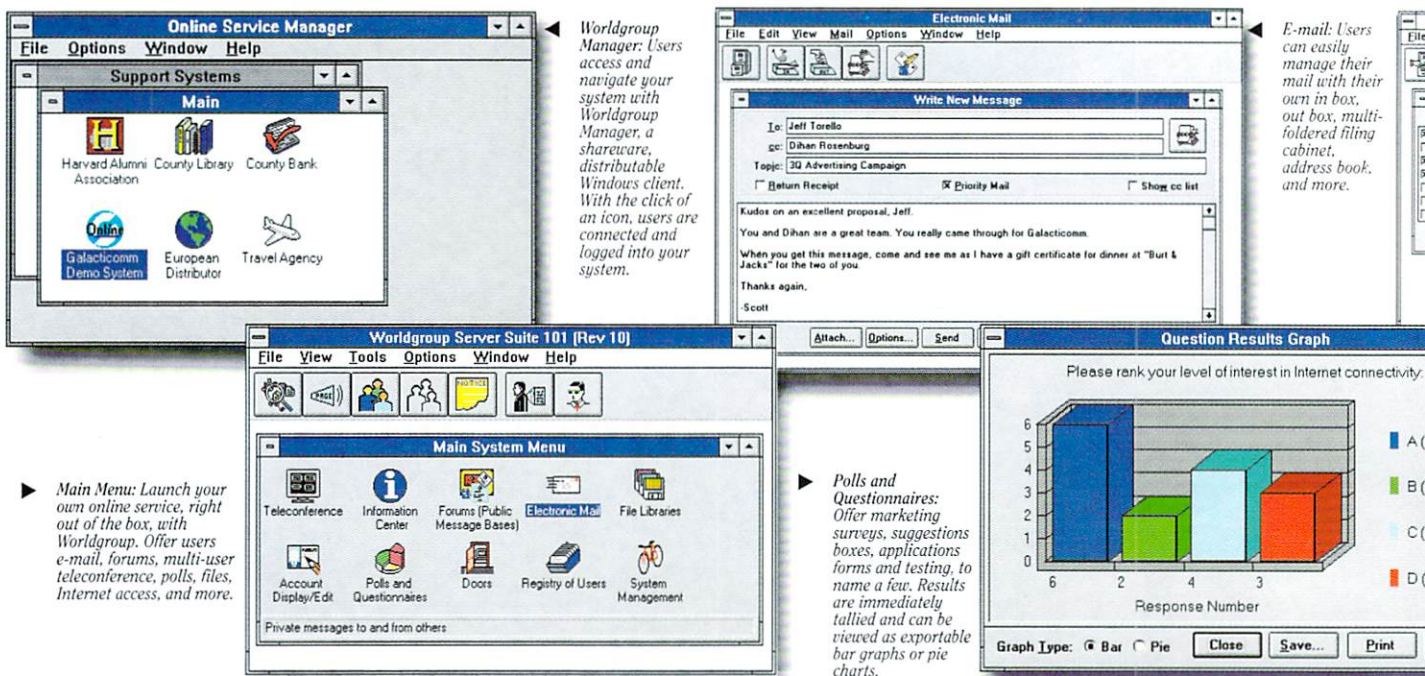 Online Service Manager
File Options Window Help
Support Systems
Main
Harvard Alumni
Association
County Library
County Bank
Galacticomm
Demo System
Online
European
Distributor
Travel Agency
Worldgroup
Manager: Users
access and
navigate your
system with
Worldgroup
Manager, a
shareware,
distributable
Windows client.
With the click of
an icon, users are
connected and
logged into your
system.
Electronic Mail
File Edit View Mail Options Window Help
Write New Message
To: Jeff Torello
cc: Dihan Rosenburg
Topic: 3Q Advertising Campaign
Return Receipt
Priority Mail
Show cc list
Kudos on an excellent proposal, Jeff.
You and Dihan are a great team. You really came through for Galacticomm.
When you get this message, come and see me as I have a gift certificate for dinner at "Burt &
Jacks" for the two of you.
Thanks again,
-Scott
Attach... Options... Send
E-mail: Users
can easily
manage their
mail with their
own in box,
out box, multi-
foldered filing
cabinet,
address book,
and more.
File
Main Menu: Launch your
own online service, right
out of the box, with
Worldgroup. Offer users
e-mail, forums, multi-user
teleconference, polls, files,
Internet access, and more.
Worldgroup Server Suite 101 (Rev 10)
File View Tools Options Window Help
PAGE
NOTICE
Main System Menu
Teleconference
Information
Center
Forums (Public
Message Bases)
Electronic Mail
File Libraries
Account
Display/Edit
Polls and
Questionnaires
Doors
Registry of Users
System
Management
Private messages to and from others
Polls and
Questionnaires:
Offer marketing
surveys, suggestions
boxes, applications
forms and testing, to
name a few. Results
are immediately
tallied and can be
viewed as exportable
bar graphs or pie
charts.
Question Results Graph
Please rank your level of interest in Internet connectivity:
6
5
4
3
2
1
0
6 2 4 3
Response Number
A (
B (
C (
D (
Graph Type: Bar Pie Close Save... Print